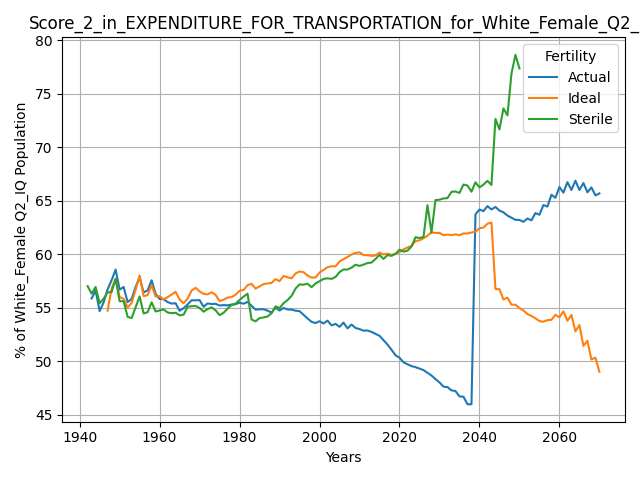 Score_2_in_EXPENDITURE_FOR_TRANSPORTATION_for_White_Female_Q2_
80
75
70
65
60
55
50
45
% of White_Female Q2_IQ Population
Fertility
Actual
Ideal
Sterile
1940 1960 1980 2000 2020 2040 2060
Years